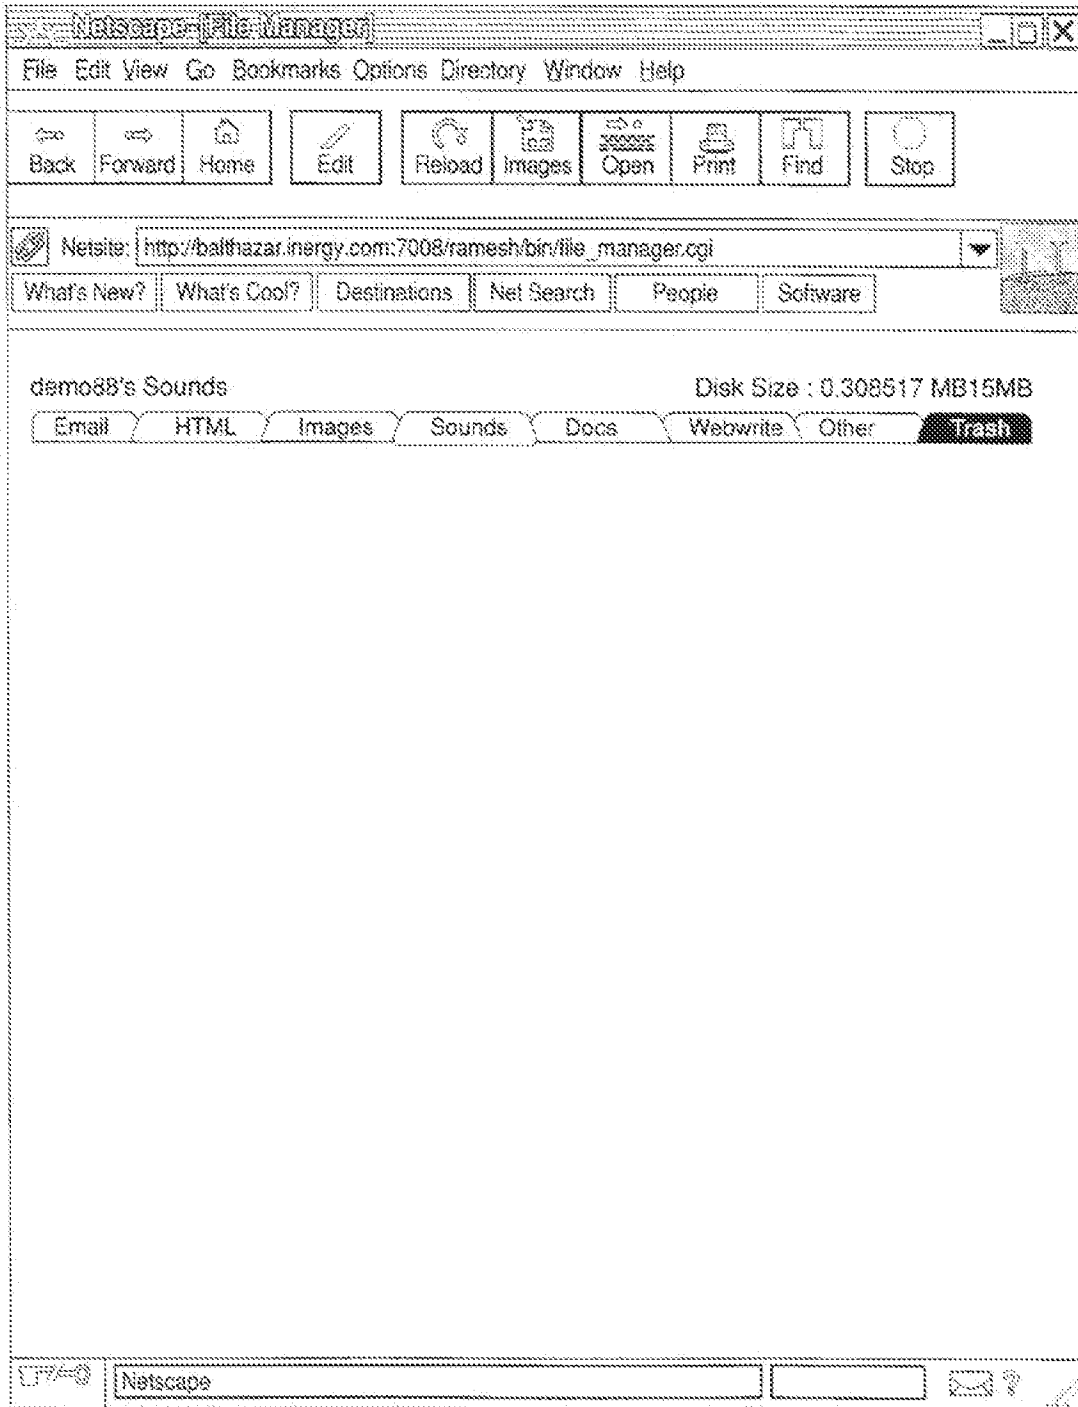 Netscape-[File Manager]
File Edit View Go Bookmarks Options Directory Window Help
Back Forward Home Edit Reload Images Open Print Find Stop
Netsite: http://balthazar.inergy.com:7008/ramesh/bin/file_manager.cgi
What's New? What's Cool? Destinations Net Search People Software
demo88's Sounds Disk Size : 0.308517 MB15MB
Email HTML Images Sounds Docs Webwrite Other Trash
Netscape
?